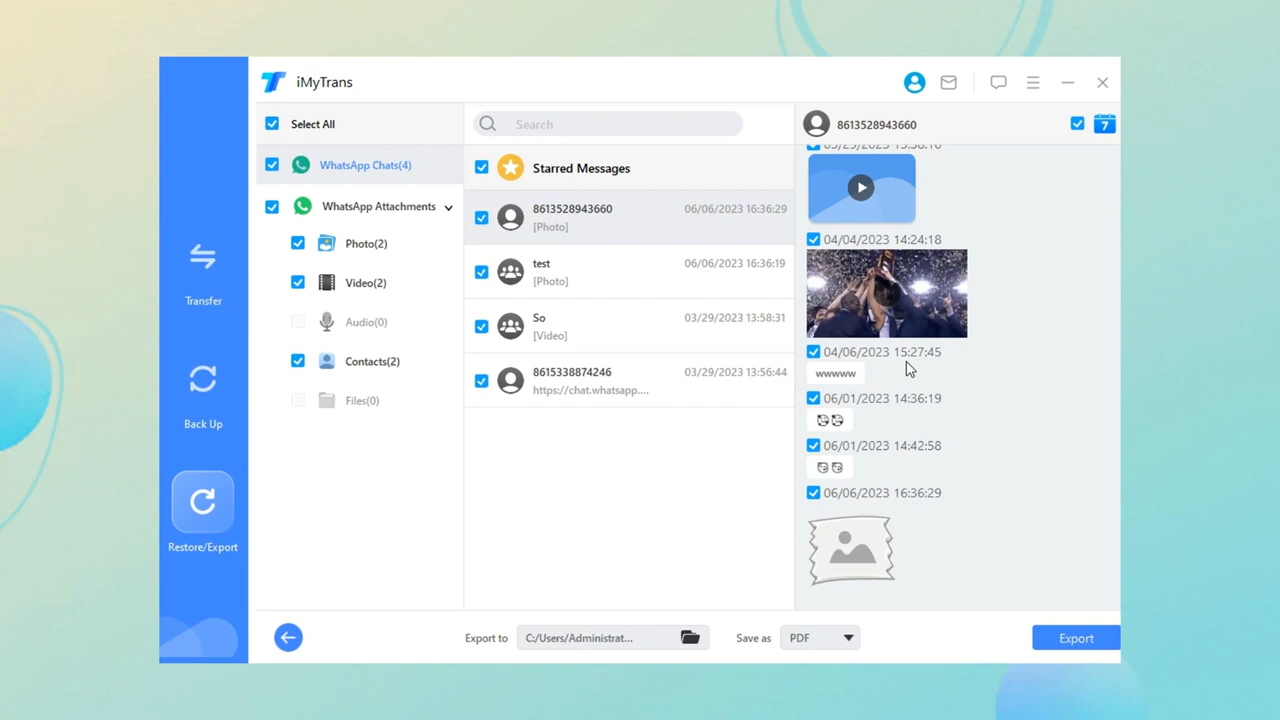 iMyTrans
Select All
WhatsApp Chats(4)
WhatsApp Attachments
Photo(2)
Video(2)
Audio(0)
Contacts(2)
Files(0)
Transfer
Back Up
Restore/Export
Search
Starred Messages
8613528943660 06/06/2023 16:36:29
[Photo]
test 06/06/2023 16:36:19
[Photo]
So 03/29/2023 13:58:31
[Video]
8615338874246 03/29/2023 13:56:44
https://chat.whatsapp....
8613528943660
7
04/04/2023 14:24:18
04/06/2023 15:27:45
wwwww
06/01/2023 14:36:19
06/01/2023 14:42:58
06/06/2023 16:36:29
Export to C:/Users/Administrat... Save as PDF Export